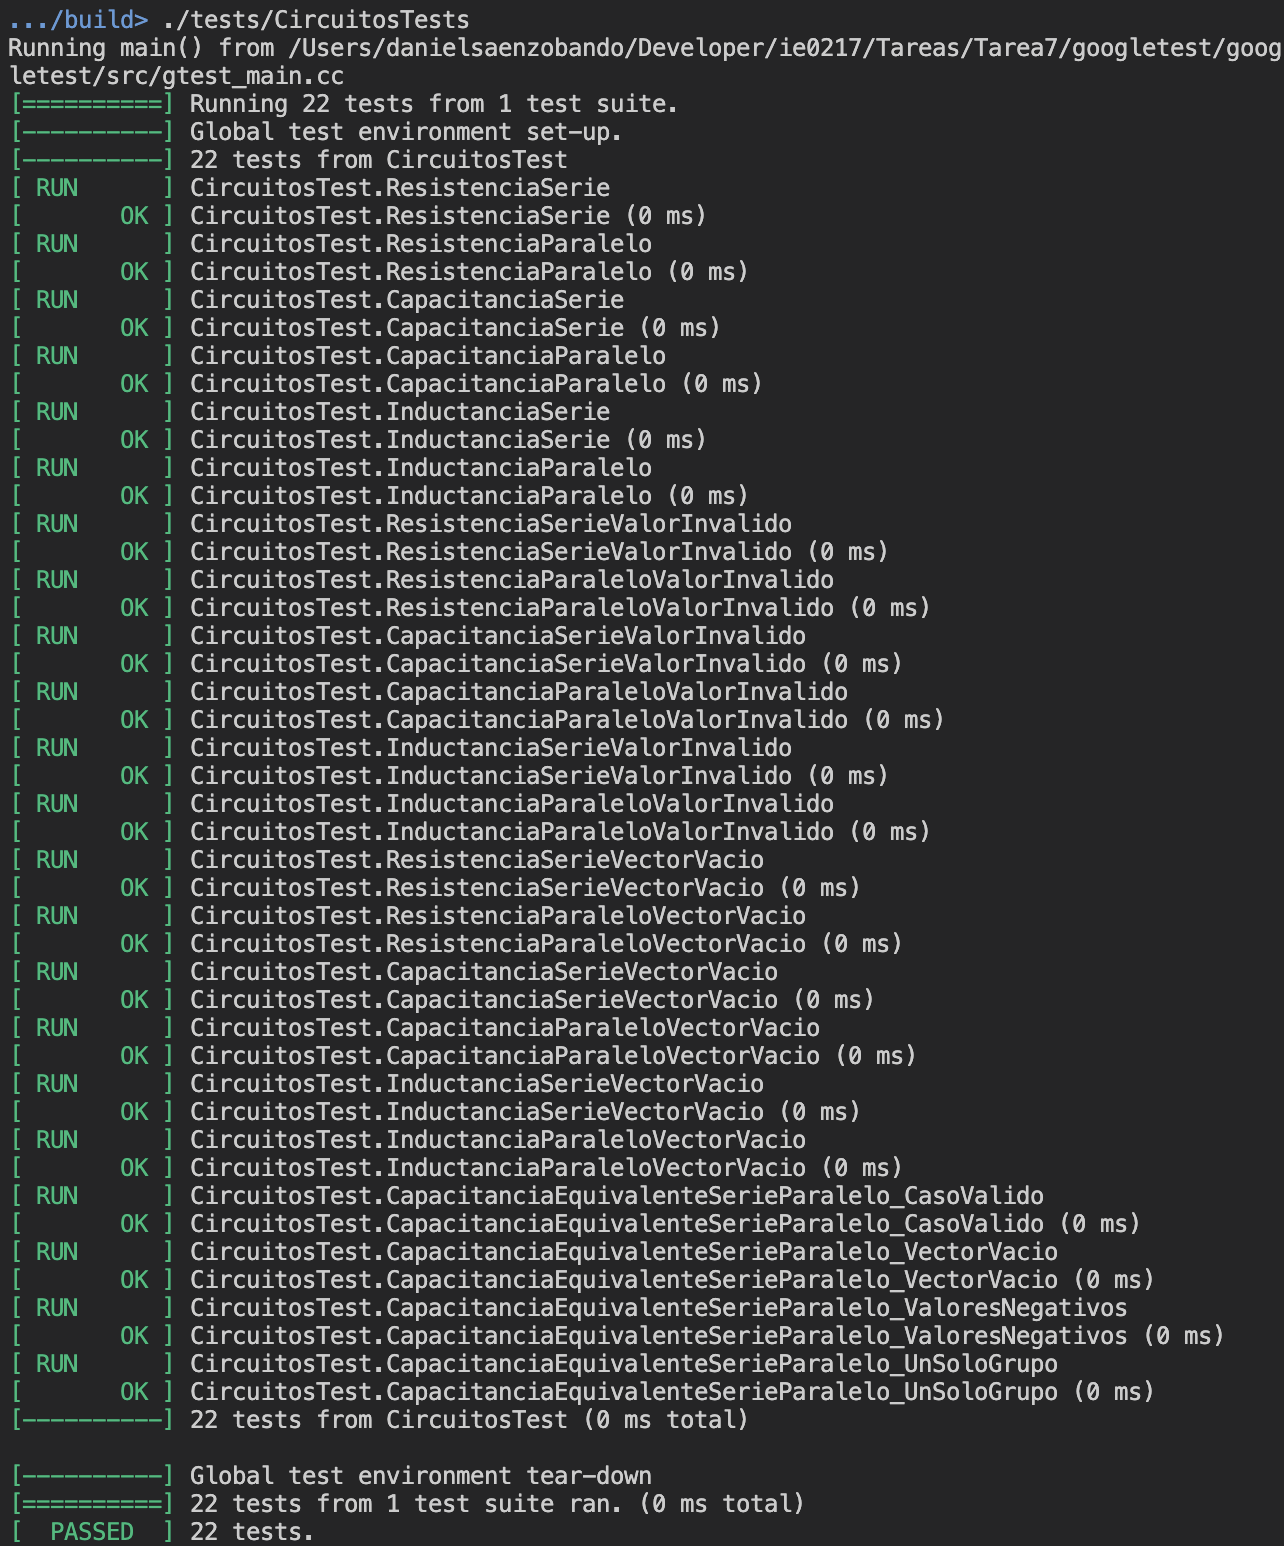 .../build> ./tests/CircuitosTests
Running main() from /Users/danielsaenzobando/Developer/ie0217/Tareas/Tarea7/googletest/goog
letest/src/gtest_main.cc
[==========] Running 22 tests from 1 test suite.
[----------] Global test environment set-up.
[----------] 22 tests from CircuitosTest
[ RUN      ] CircuitosTest.ResistenciaSerie
[       OK ] CircuitosTest.ResistenciaSerie (0 ms)
[ RUN      ] CircuitosTest.ResistenciaParalelo
[       OK ] CircuitosTest.ResistenciaParalelo (0 ms)
[ RUN      ] CircuitosTest.CapacitanciaSerie
[       OK ] CircuitosTest.CapacitanciaSerie (0 ms)
[ RUN      ] CircuitosTest.CapacitanciaParalelo
[       OK ] CircuitosTest.CapacitanciaParalelo (0 ms)
[ RUN      ] CircuitosTest.InductanciaSerie
[       OK ] CircuitosTest.InductanciaSerie (0 ms)
[ RUN      ] CircuitosTest.InductanciaParalelo
[       OK ] CircuitosTest.InductanciaParalelo (0 ms)
[ RUN      ] CircuitosTest.ResistenciaSerieValorInvalido
[       OK ] CircuitosTest.ResistenciaSerieValorInvalido (0 ms)
[ RUN      ] CircuitosTest.ResistenciaParaleloValorInvalido
[       OK ] CircuitosTest.ResistenciaParaleloValorInvalido (0 ms)
[ RUN      ] CircuitosTest.CapacitanciaSerieValorInvalido
[       OK ] CircuitosTest.CapacitanciaSerieValorInvalido (0 ms)
[ RUN      ] CircuitosTest.CapacitanciaParaleloValorInvalido
[       OK ] CircuitosTest.CapacitanciaParaleloValorInvalido (0 ms)
[ RUN      ] CircuitosTest.InductanciaSerieValorInvalido
[       OK ] CircuitosTest.InductanciaSerieValorInvalido (0 ms)
[ RUN      ] CircuitosTest.InductanciaParaleloValorInvalido
[       OK ] CircuitosTest.InductanciaParaleloValorInvalido (0 ms)
[ RUN      ] CircuitosTest.ResistenciaSerieVectorVacio
[       OK ] CircuitosTest.ResistenciaSerieVectorVacio (0 ms)
[ RUN      ] CircuitosTest.ResistenciaParaleloVectorVacio
[       OK ] CircuitosTest.ResistenciaParaleloVectorVacio (0 ms)
[ RUN      ] CircuitosTest.CapacitanciaSerieVectorVacio
[       OK ] CircuitosTest.CapacitanciaSerieVectorVacio (0 ms)
[ RUN      ] CircuitosTest.CapacitanciaParaleloVectorVacio
[       OK ] CircuitosTest.CapacitanciaParaleloVectorVacio (0 ms)
[ RUN      ] CircuitosTest.InductanciaSerieVectorVacio
[       OK ] CircuitosTest.InductanciaSerieVectorVacio (0 ms)
[ RUN      ] CircuitosTest.InductanciaParaleloVectorVacio
[       OK ] CircuitosTest.InductanciaParaleloVectorVacio (0 ms)
[ RUN      ] CircuitosTest.CapacitanciaEquivalenteSerieParalelo_CasoValido
[       OK ] CircuitosTest.CapacitanciaEquivalenteSerieParalelo_CasoValido (0 ms)
[ RUN      ] CircuitosTest.CapacitanciaEquivalenteSerieParalelo_VectorVacio
[       OK ] CircuitosTest.CapacitanciaEquivalenteSerieParalelo_VectorVacio (0 ms)
[ RUN      ] CircuitosTest.CapacitanciaEquivalenteSerieParalelo_ValoresNegativos
[       OK ] CircuitosTest.CapacitanciaEquivalenteSerieParalelo_ValoresNegativos (0 ms)
[ RUN      ] CircuitosTest.CapacitanciaEquivalenteSerieParalelo_UnSoloGrupo
[       OK ] CircuitosTest.CapacitanciaEquivalenteSerieParalelo_UnSoloGrupo (0 ms)
[----------] 22 tests from CircuitosTest (0 ms total)

[----------] Global test environment tear-down
[==========] 22 tests from 1 test suite ran. (0 ms total)
[  PASSED  ] 22 tests.